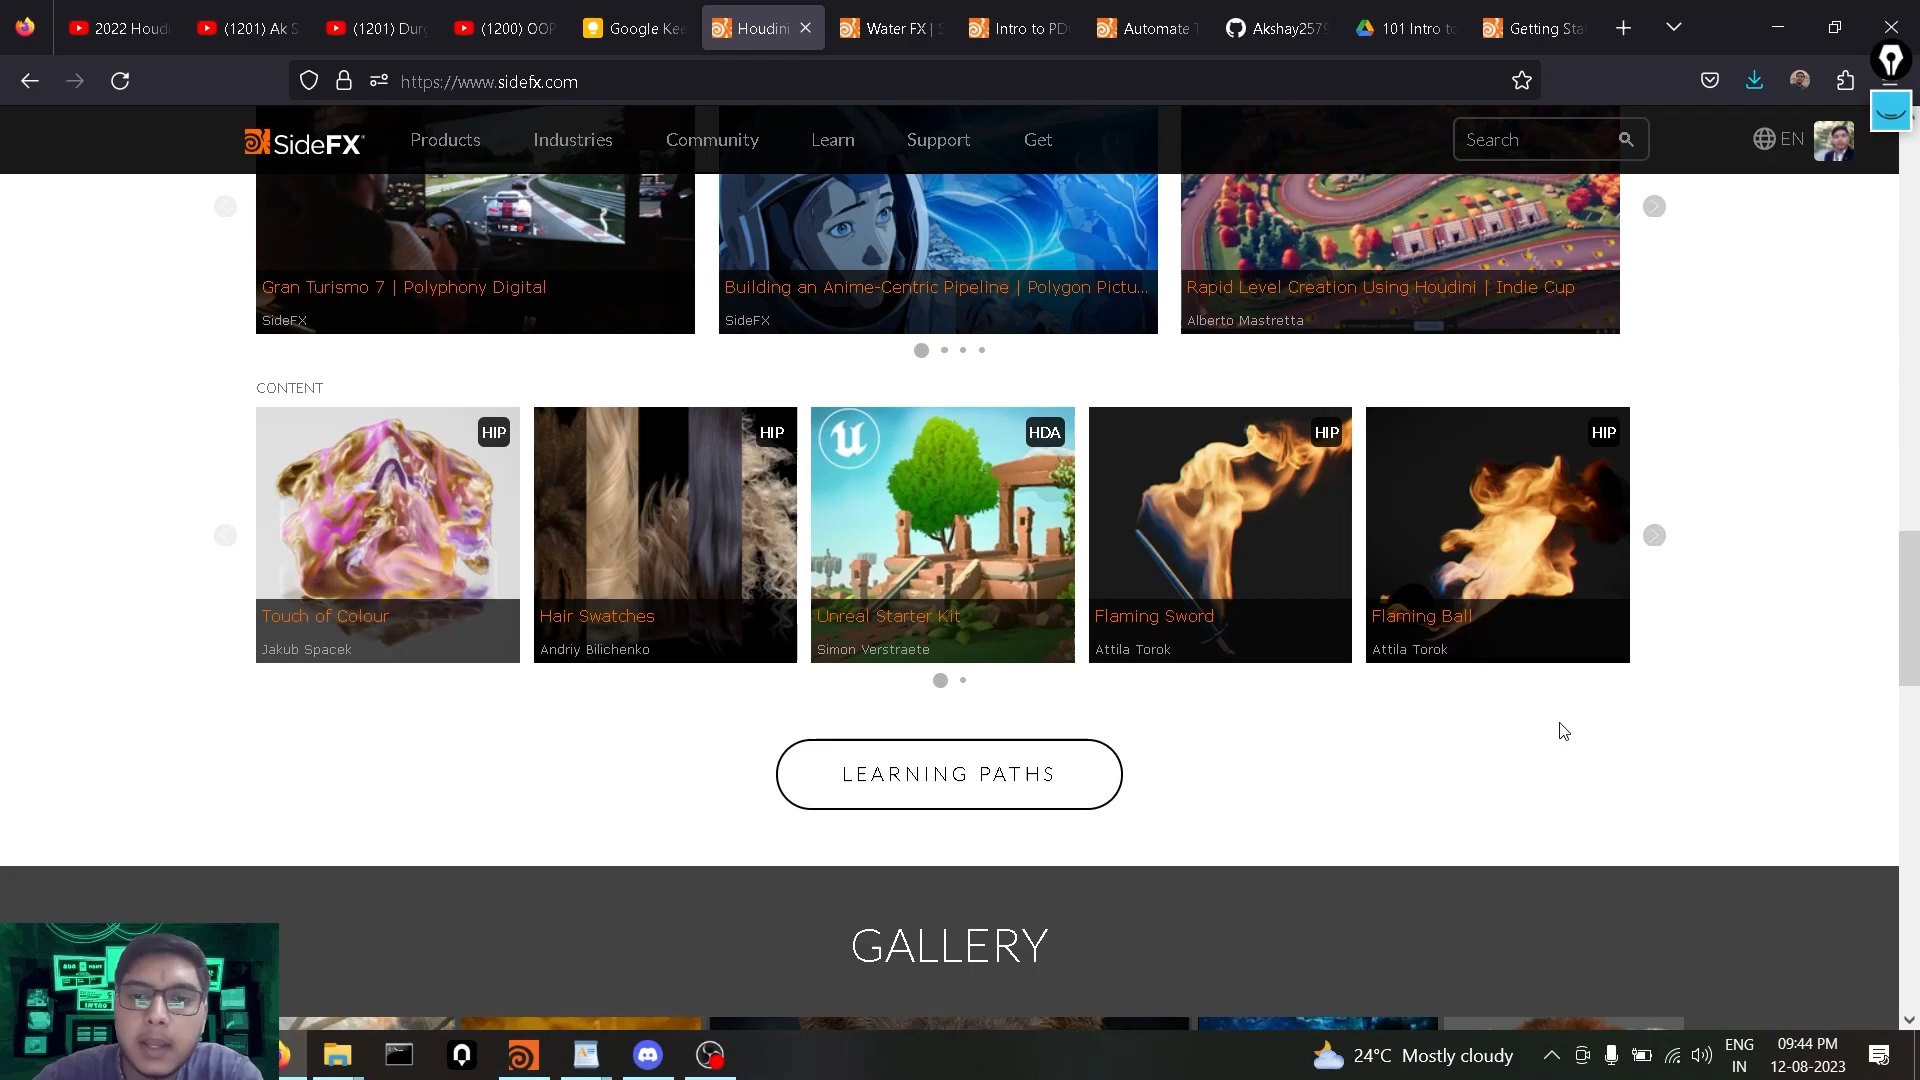 2022 Houdi
(1201) Ak S
(1201) Dur
(1200) OOP
Google Kee
Houdini
Water FX | S
Intro to PD
Automate T
Akshay2579
101 Intro to
Getting Sta
https://www.sidefx.com
SideFX
Products
Industries
Community
Learn
Support
Get
Search
EN
Gran Turismo 7 | Polyphony Digital
SideFX
Building an Anime-Centric Pipeline | Polygon Pictu...
SideFX
Rapid Level Creation Using Houdini | Indie Cup
Alberto Mastretta
CONTENT
HIP
Touch of Colour
Jakub Spacek
HIP
Hair Swatches
Andriy Bilichenko
HDA
Unreal Starter Kit
Simon Verstraete
HIP
Flaming Sword
Attila Torok
HIP
Flaming Ball
Attila Torok
LEARNING PATHS
GALLERY
24°C Mostly cloudy
ENG
IN
09:44 PM
12-08-2023